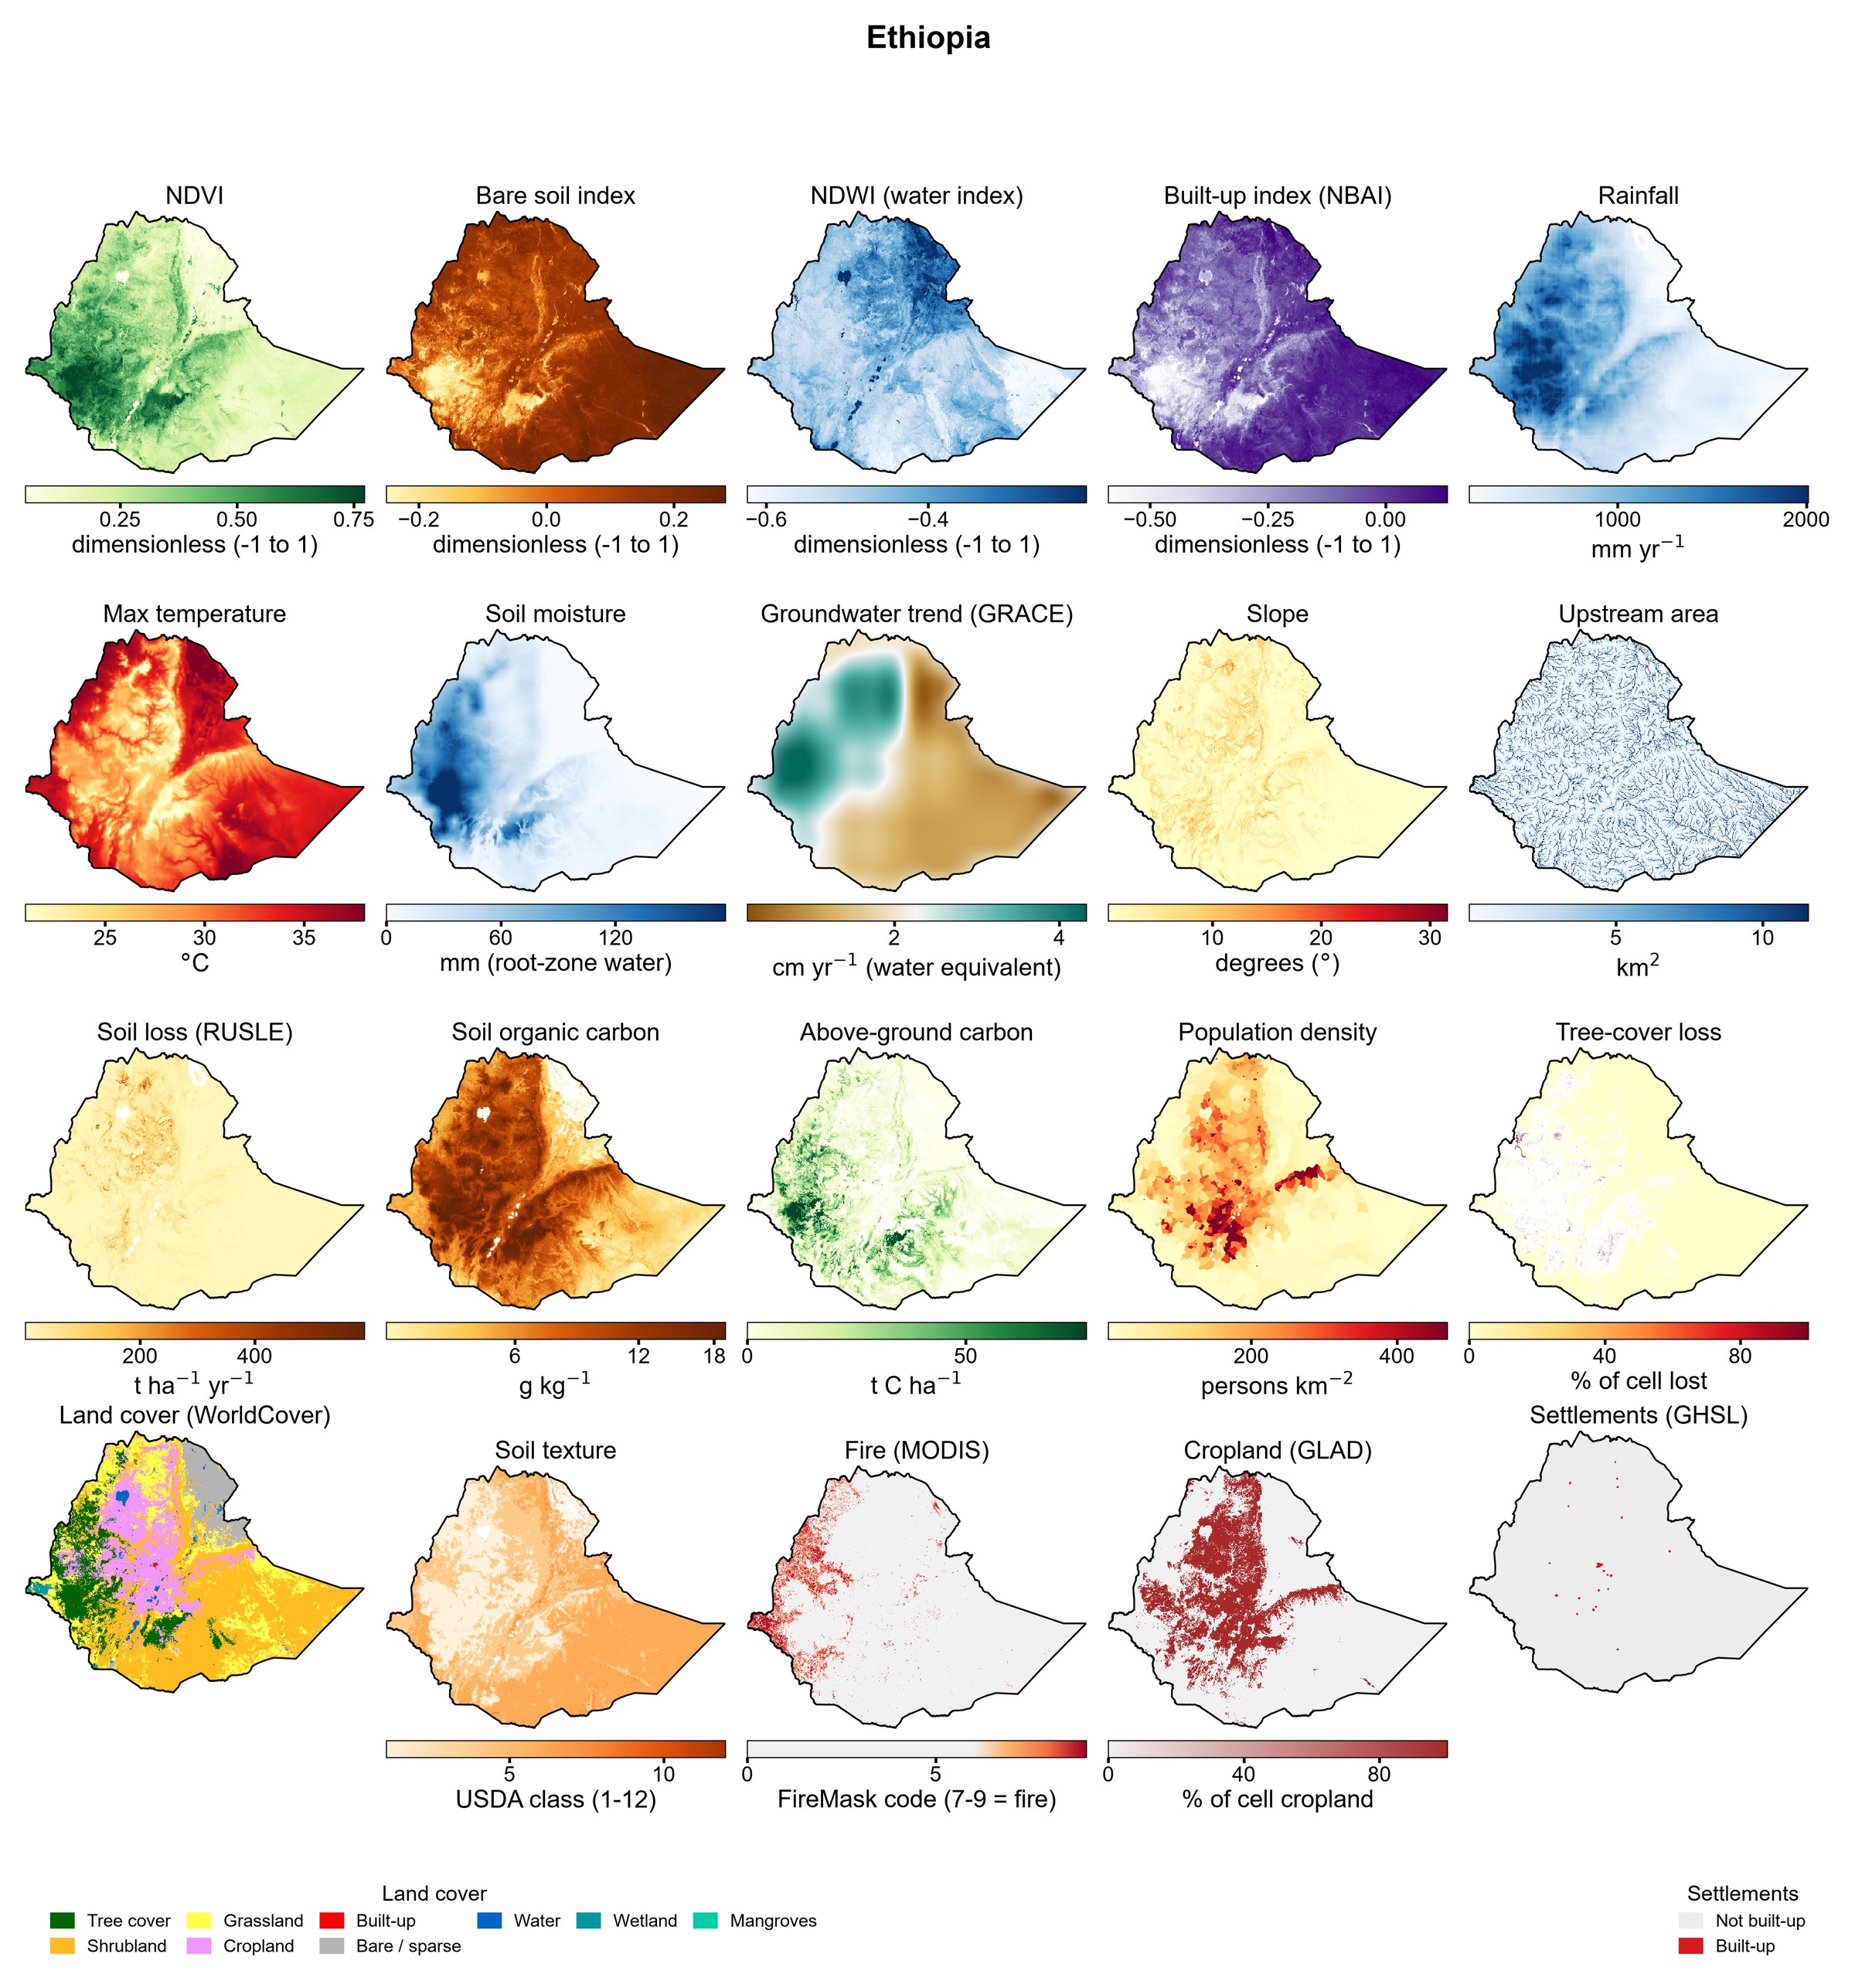 Ethiopia
NDVI
Bare soil index
NDWI (water index)
Built-up index (NBAI)
Rainfall
0.25 0.50 0.75
dimensionless (-1 to 1)
−0.2 0.0 0.2
dimensionless (-1 to 1)
−0.6 −0.4
dimensionless (-1 to 1)
−0.50 −0.25 0.00
dimensionless (-1 to 1)
1000 2000
mm yr⁻¹
Max temperature
Soil moisture
Groundwater trend (GRACE)
Slope
Upstream area
25 30 35
°C
0 60 120
mm (root-zone water)
2 4
cm yr⁻¹ (water equivalent)
10 20 30
degrees (°)
5 10
km²
Soil loss (RUSLE)
Soil organic carbon
Above-ground carbon
Population density
Tree-cover loss
200 400
t ha⁻¹ yr⁻¹
6 12 18
g kg⁻¹
0 50
t C ha⁻¹
200 400
persons km⁻²
0 40 80
% of cell lost
Land cover (WorldCover)
Soil texture
Fire (MODIS)
Cropland (GLAD)
Settlements (GHSL)
5 10
USDA class (1-12)
0 5
FireMask code (7-9 = fire)
0 40 80
% of cell cropland
Land cover
Tree cover Grassland Built-up Water Wetland Mangroves
Shrubland Cropland Bare / sparse
Settlements
Not built-up
Built-up